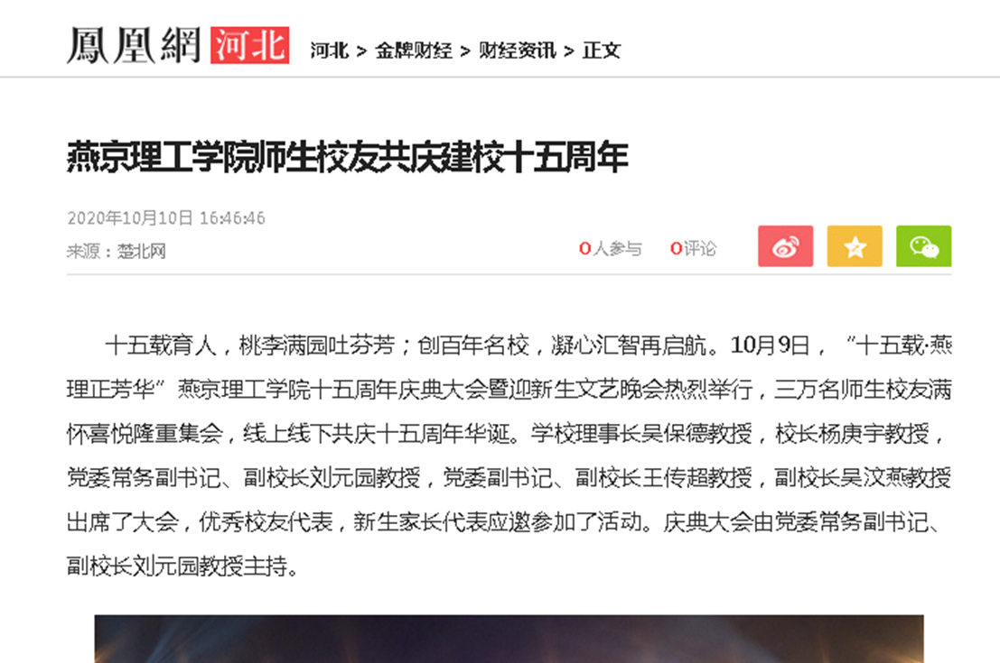 鳳凰網 河北 河北 > 金牌财经 > 财经资讯 > 正文
燕京理工学院师生校友共庆建校十五周年
2020年10月10日 16:46:46
来源：楚北网 0人参与 0评论
十五载育人，桃李满园吐芬芳；创百年名校，凝心汇智再启航。10月9日，“十五载·燕
理正芳华”燕京理工学院十五周年庆典大会暨迎新生文艺晚会热烈举行，三万名师生校友满
怀喜悦隆重集会，线上线下共庆十五周年华诞。学校理事长吴保德教授，校长杨庚宇教授，
党委常务副书记、副校长刘元园教授，党委副书记、副校长王传超教授，副校长吴汶燕教授
出席了大会，优秀校友代表，新生家长代表应邀参加了活动。庆典大会由党委常务副书记、
副校长刘元园教授主持。